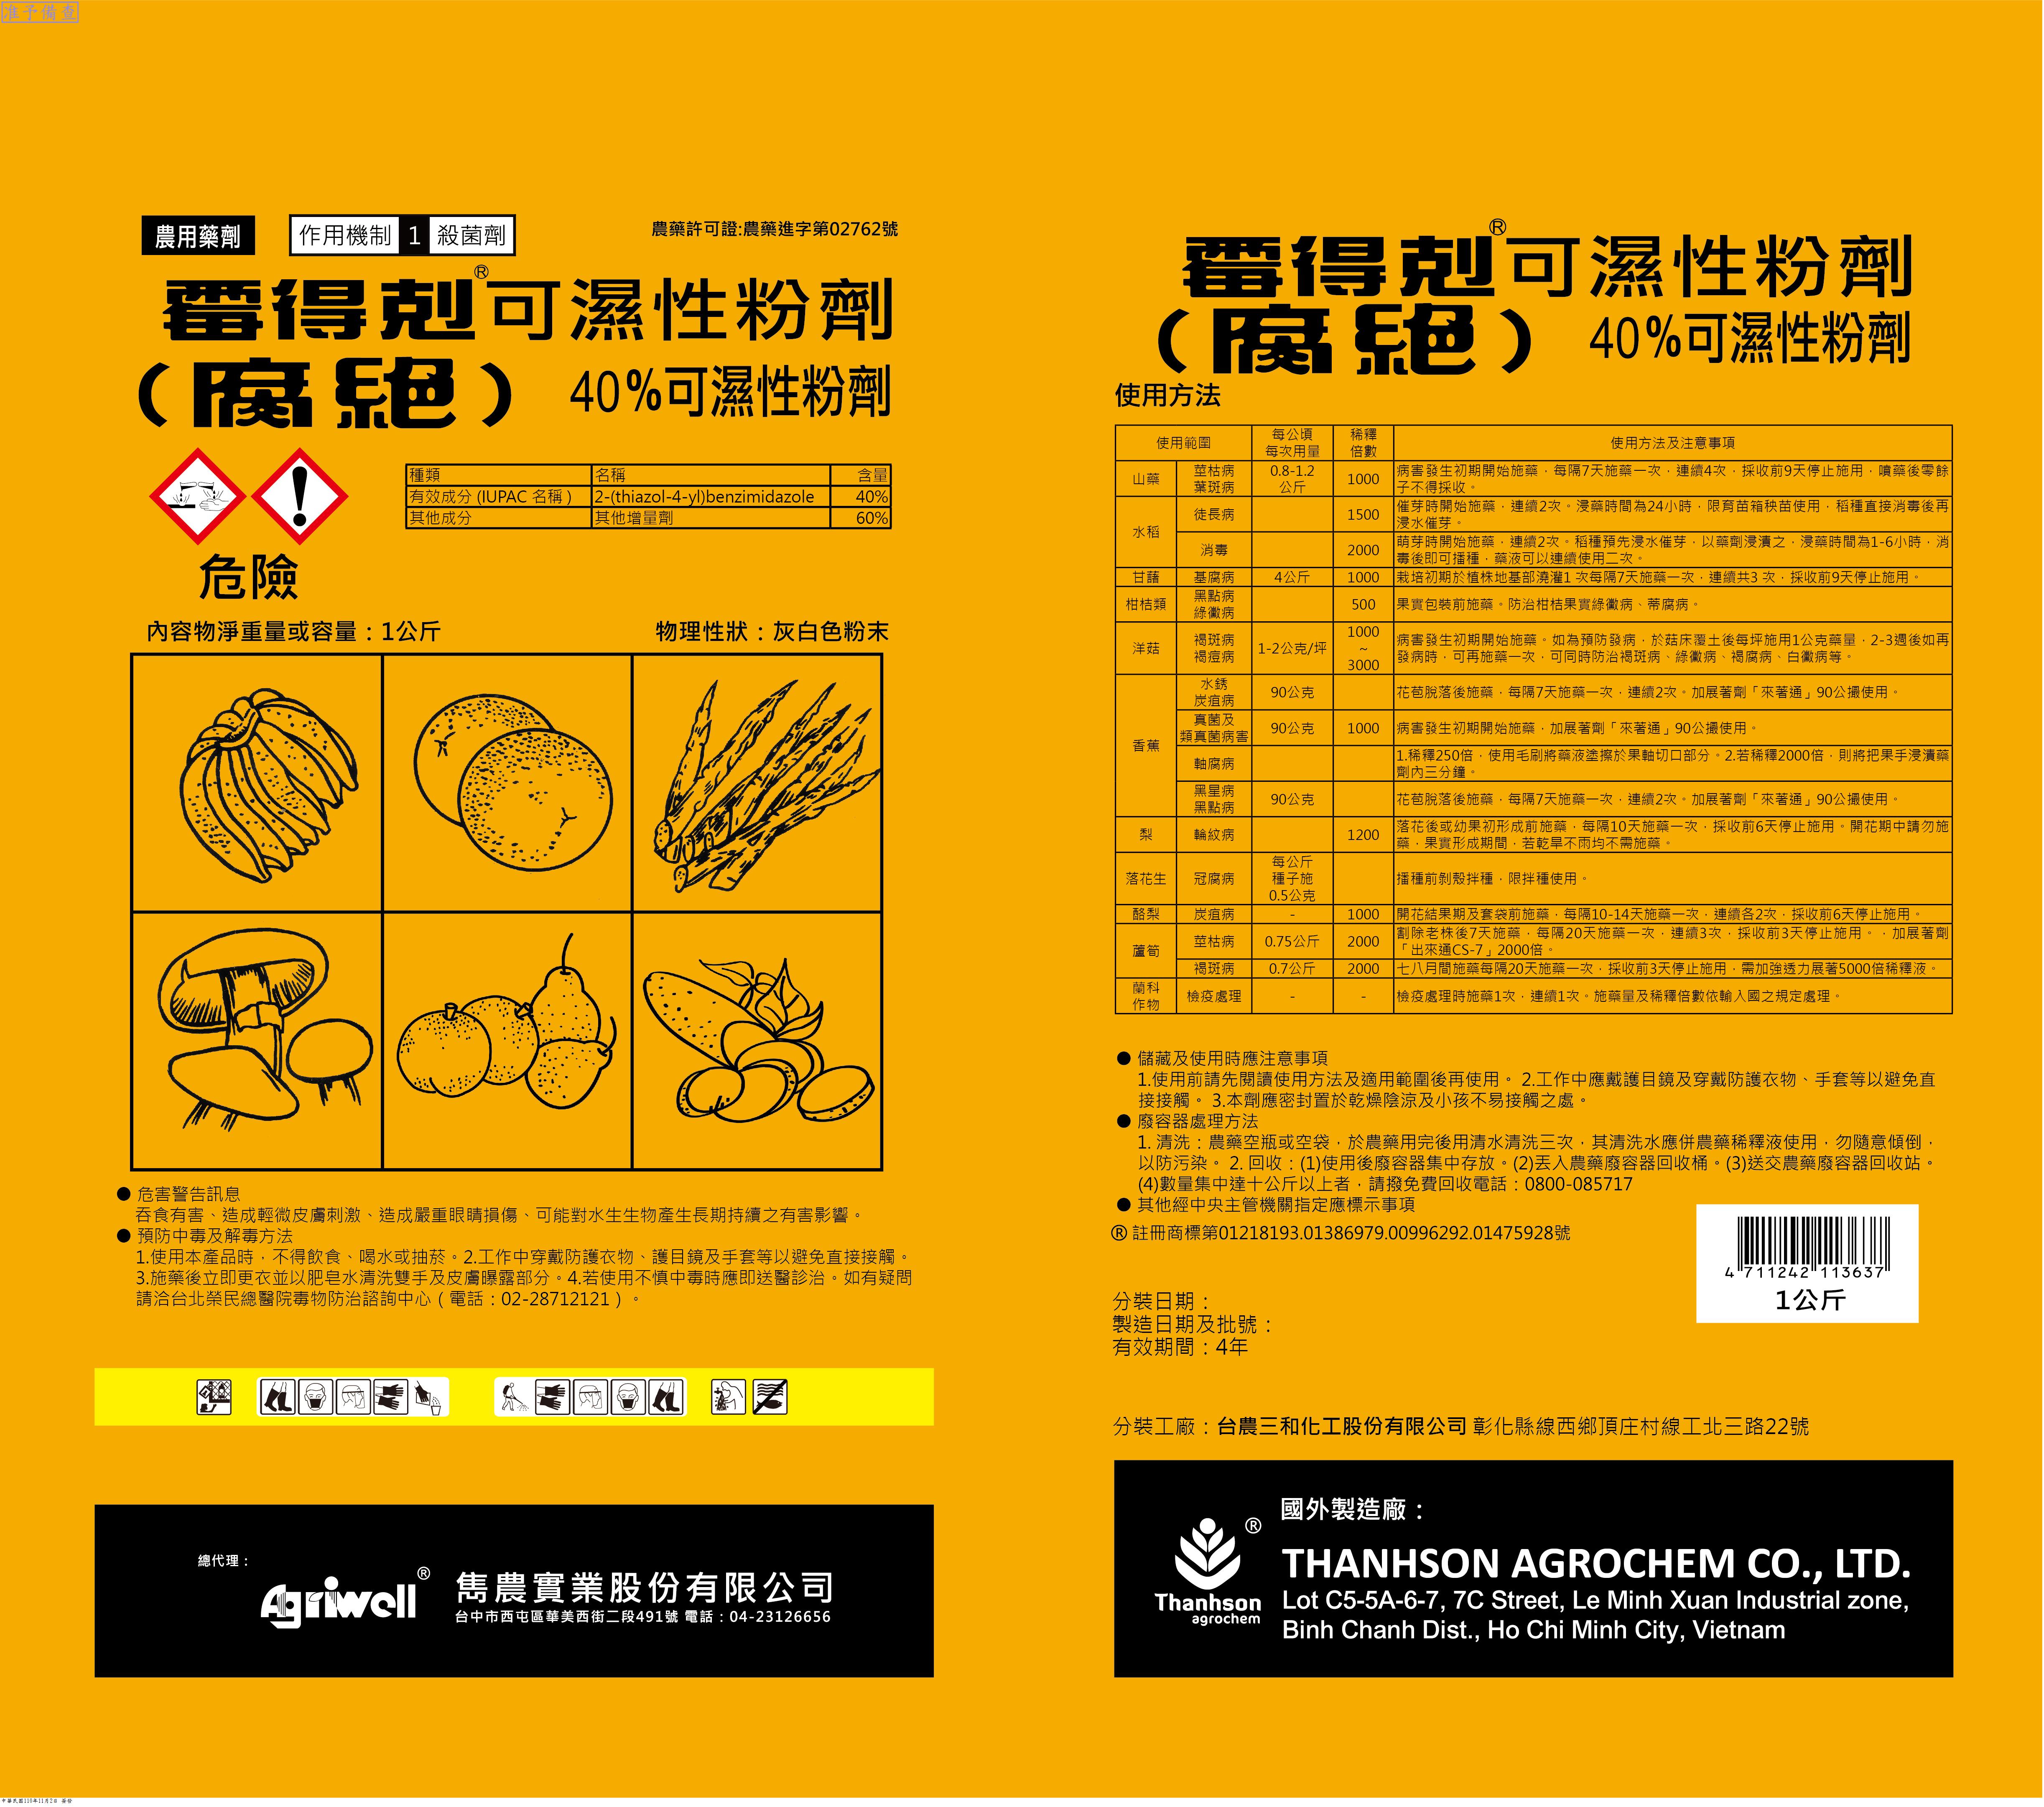 准予備查
農用藥劑
作用機制 1 殺菌劑
農藥許可證:農藥進字第02762號
蕃得剋®可濕性粉劑
(腐絕) 40%可濕性粉劑
種類 名稱 含量
有效成分 (IUPAC 名稱) 2-(thiazol-4-yl)benzimidazole 40%
其他成分 其他增量劑 60%
危險
內容物淨重量或容量：1公斤
物理性狀：灰白色粉末
● 危害警告訊息
吞食有害、造成輕微皮膚刺激、造成嚴重眼睛損傷、可能對水生生物產生長期持續之有害影響。
● 預防中毒及解毒方法
1.使用本產品時，不得飲食、喝水或抽菸。2.工作中穿戴防護衣物、護目鏡及手套等以避免直接接觸。
3.施藥後立即更衣並以肥皂水清洗雙手及皮膚曝露部分。4.若使用不慎中毒時應即送醫診治。如有疑問
請洽台北榮民總醫院毒物防治諮詢中心（電話：02-28712121）。
總代理：
Agriwell®
雋農實業股份有限公司
台中市西屯區華美西街二段491號 電話：04-23126656
蕃得剋®可濕性粉劑
(腐絕) 40%可濕性粉劑
使用方法
使用範圍 每公頃每次用量 稀釋倍數 使用方法及注意事項
山藥 莖枯病 葉斑病 0.8-1.2公斤 1000 病害發生初期開始施藥，每隔7天施藥一次，連續4次，採收前9天停止施用，噴藥後零餘
子不得採收。
水稻 徒長病 1500 催芽時開始施藥，連續2次。浸藥時間為24小時，限育苗箱秧苗使用，稻種直接消毒後再
浸水催芽。
消毒 2000 萌芽時開始施藥，連續2次。稻種預先浸水催芽，以藥劑浸漬之，浸藥時間為1-6小時，消
毒後即可播種，藥液可以連續使用二次。
甘藷 基腐病 4公斤 1000 栽培初期於植株地基部澆灌1 次每隔7天施藥一次，連續共3 次，採收前9天停止施用。
柑桔類 黑點病 綠黴病 500 果實包裝前施藥。防治柑桔果實綠黴病、蒂腐病。
洋菇 褐斑病 褐痘病 1-2公克/坪 1000~3000 病害發生初期開始施藥。如為預防發病，於菇床覆土後每坪施用1公克藥量，2-3週後如再
發病時，可再施藥一次，可同時防治褐斑病、綠黴病、褐腐病、白黴病等。
香蕉 水銹 炭疽病 90公克 花苞脫落後施藥，每隔7天施藥一次，連續2次。加展著劑「來著通」90公撮使用。
真菌及類真菌病害 90公克 1000 病害發生初期開始施藥，加展著劑「來著通」90公撮使用。
軸腐病 1.稀釋250倍，使用毛刷將藥液塗擦於果軸切口部分。2.若稀釋2000倍，則將把果手浸漬藥
劑內三分鐘。
黑星病 黑點病 90公克 花苞脫落後施藥，每隔7天施藥一次，連續2次。加展著劑「來著通」90公撮使用。
梨 輪紋病 1200 落花後或幼果初形成前施藥，每隔10天施藥一次，採收前6天停止施用。開花期中請勿施
藥，果實形成期間，若乾旱不雨均不需施藥。
落花生 冠腐病 每公斤種子施0.5公克 播種前剝殼拌種，限拌種使用。
酪梨 炭疽病 - 1000 開花結果期及套袋前施藥，每隔10-14天施藥一次，連續各2次，採收前6天停止施用。
蘆筍 莖枯病 0.75公斤 2000 割除老株後7天施藥，每隔20天施藥一次，連續3次，採收前3天停止施用。，加展著劑
「出來通CS-7」2000倍。
褐斑病 0.7公斤 2000 七八月間施藥每隔20天施藥一次，採收前3天停止施用，需加強透力展著5000倍稀釋液。
蘭科作物 檢疫處理 - - 檢疫處理時施藥1次，連續1次。施藥量及稀釋倍數依輸入國之規定處理。
● 儲藏及使用時應注意事項
1.使用前請先閱讀使用方法及適用範圍後再使用。 2.工作中應戴護目鏡及穿戴防護衣物、手套等以避免直
接接觸。 3.本劑應密封置於乾燥陰涼及小孩不易接觸之處。
● 廢容器處理方法
1. 清洗：農藥空瓶或空袋，於農藥用完後用清水清洗三次，其清洗水應併農藥稀釋液使用，勿隨意傾倒，
以防污染。 2. 回收：(1)使用後廢容器集中存放。(2)丟入農藥廢容器回收桶。(3)送交農藥廢容器回收站。
(4)數量集中達十公斤以上者，請撥免費回收電話：0800-085717
● 其他經中央主管機關指定應標示事項
® 註冊商標第01218193.01386979.00996292.01475928號
4 711242 113637
1公斤
分裝日期：
製造日期及批號：
有效期間：4年
分裝工廠：台農三和化工股份有限公司 彰化縣線西鄉頂庄村線工北三路22號
國外製造廠：
®
Thanhson
agrochem
THANHSON AGROCHEM CO., LTD.
Lot C5-5A-6-7, 7C Street, Le Minh Xuan Industrial zone,
Binh Chanh Dist., Ho Chi Minh City, Vietnam